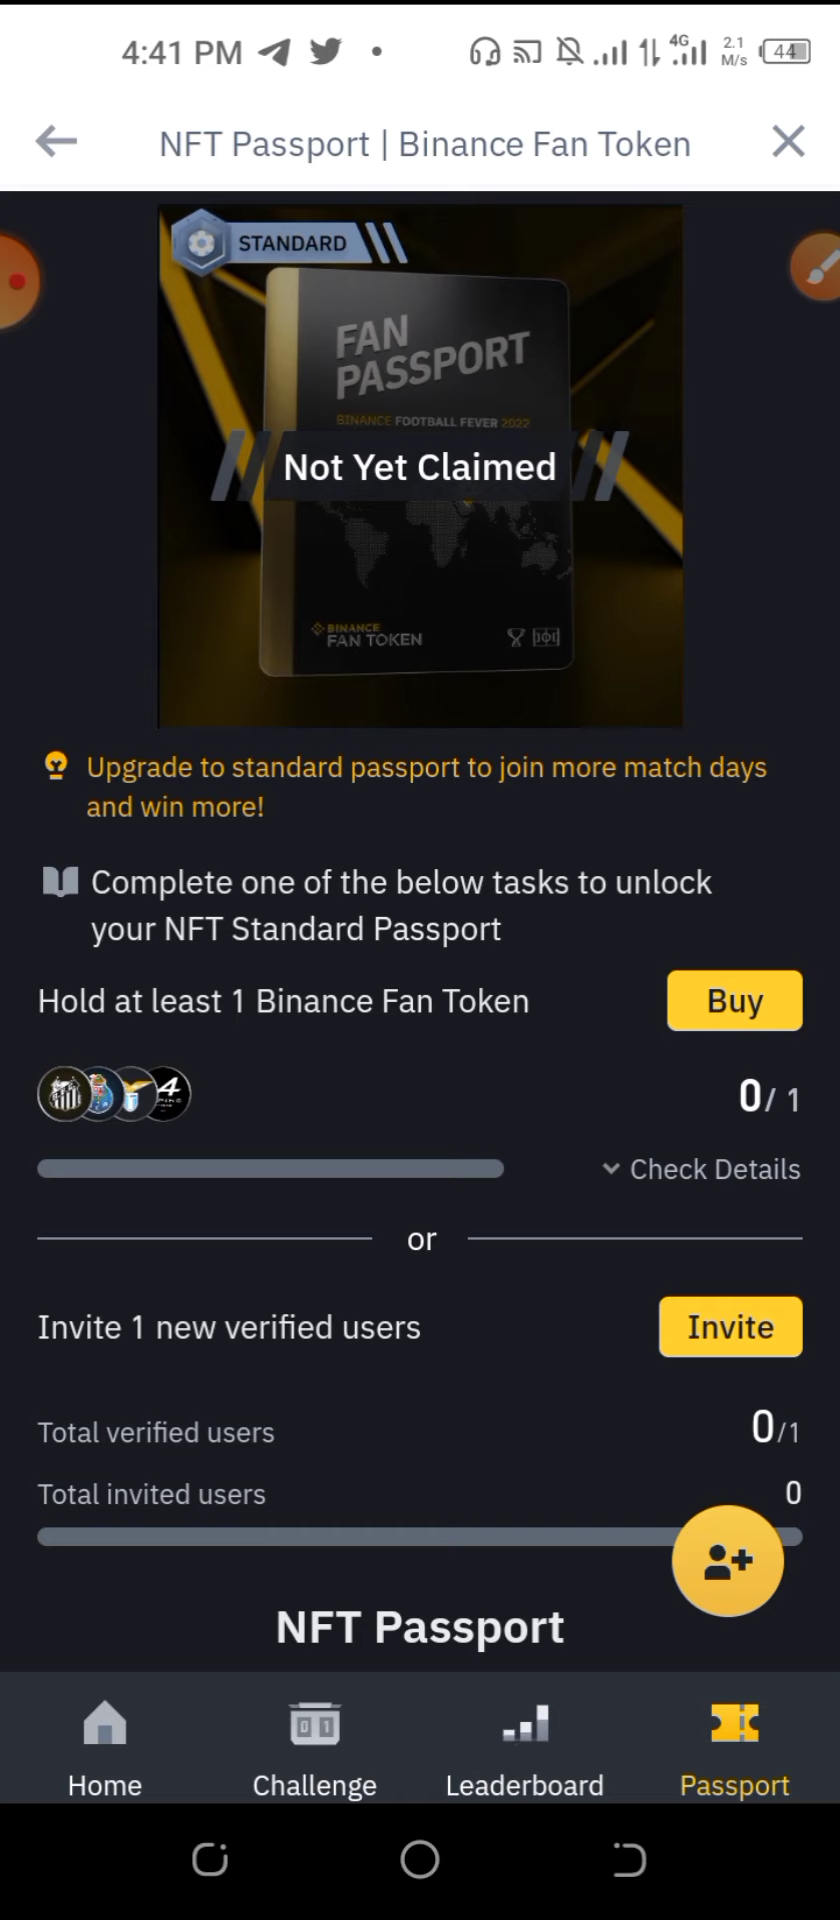 4:41 PM
4G
2.1
M/s
44
NFT Passport | Binance Fan Token
STANDARD
FAN
PASSPORT
BINANCE FOOTBALL FEVER 2022
Not Yet Claimed
BINANCE
FAN TOKEN
Upgrade to standard passport to join more match days
and win more!
Complete one of the below tasks to unlock
your NFT Standard Passport
Hold at least 1 Binance Fan Token
Buy
4
0/ 1
Check Details
or
Invite 1 new verified users
Invite
Total verified users
0/1
Total invited users
0
NFT Passport
0 1
Home
Challenge
Leaderboard
Passport